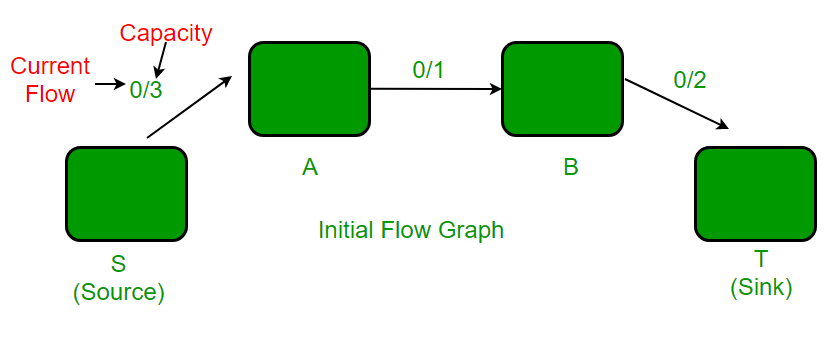 Capacity
Current
Flow
0/3
0/1
0/2
A
B
Initial Flow Graph
S
(Source)
T
(Sink)